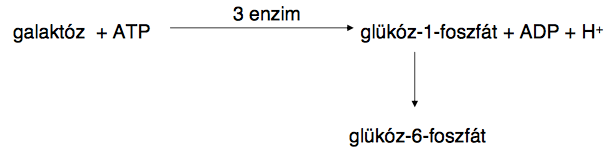 3 enzim
galaktóz + ATP glükóz-1-foszfát + ADP + H⁺
glükóz-6-foszfát